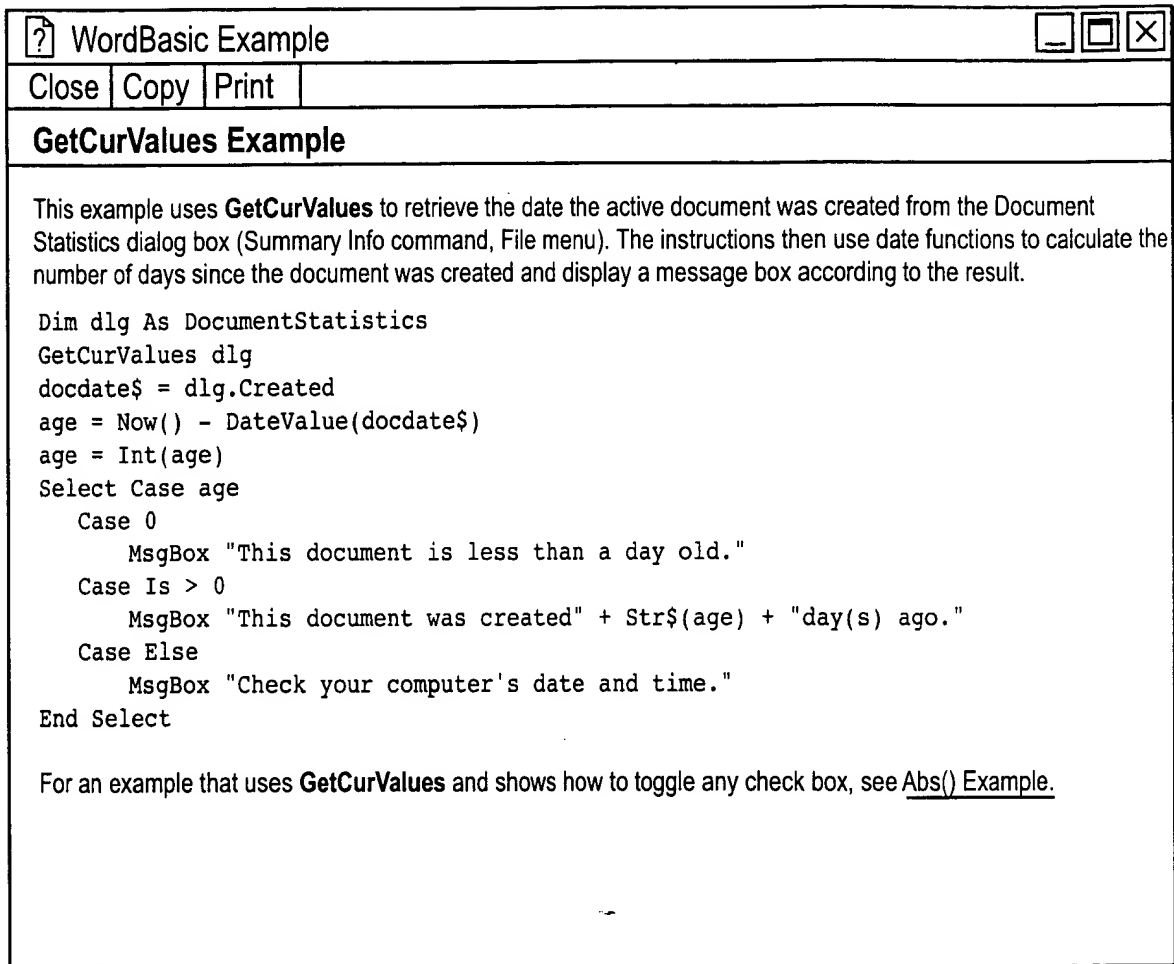 WordBasic Example
Close Copy Print
GetCurValues Example
This example uses GetCurValues to retrieve the date the active document was created from the Document
Statistics dialog box (Summary Info command, File menu). The instructions then use date functions to calculate the
number of days since the document was created and display a message box according to the result.
Dim dlg As DocumentStatistics
GetCurValues dlg
docdate$ = dlg.Created
age = Now() - DateValue(docdate$)
age = Int(age)
Select Case age
Case 0
MsgBox "This document is less than a day old."
Case Is > 0
MsgBox "This document was created" + Str$(age) + "day(s) ago."
Case Else
MsgBox "Check your computer's date and time."
End Select
For an example that uses GetCurValues and shows how to toggle any check box, see Abs() Example.